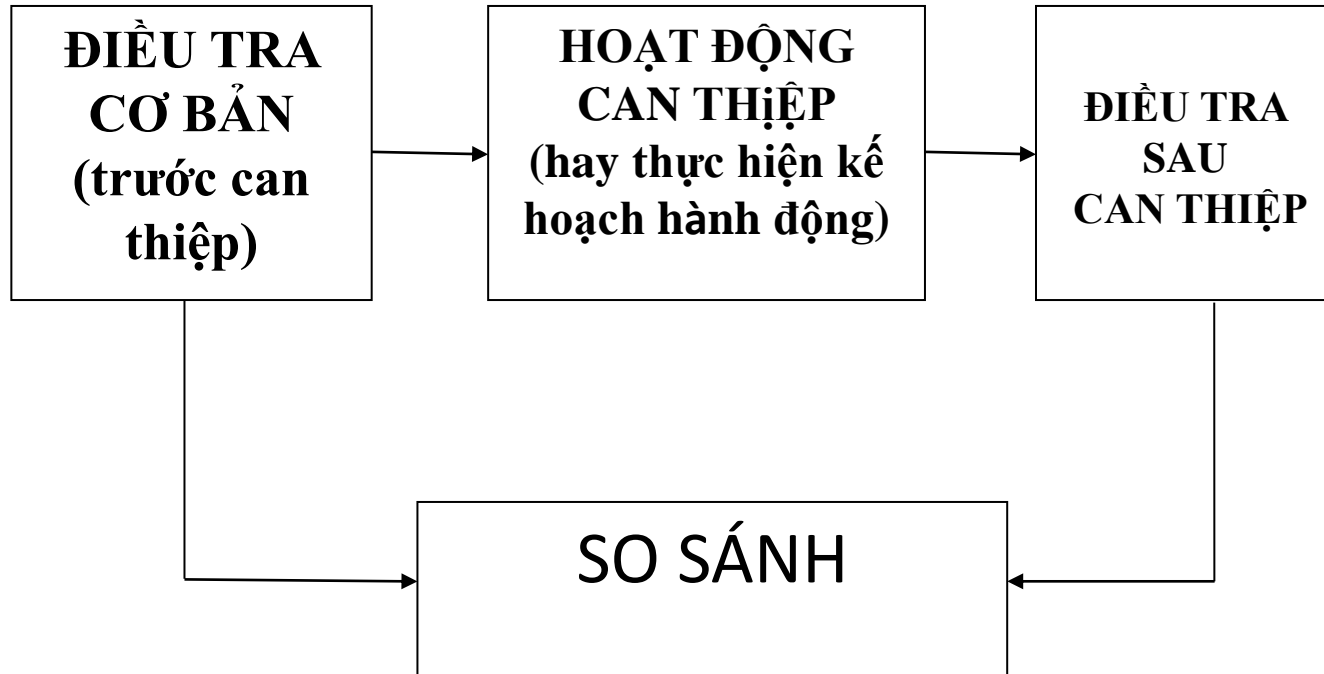 ĐIỀU TRA
CƠ BẢN
(trước can
thiệp)
HOẠT ĐỘNG
CAN THịỆP
(hay thực hiện kế
hoạch hành động)
ĐIỀU TRA
SAU
CAN THIỆP
SO SÁNH